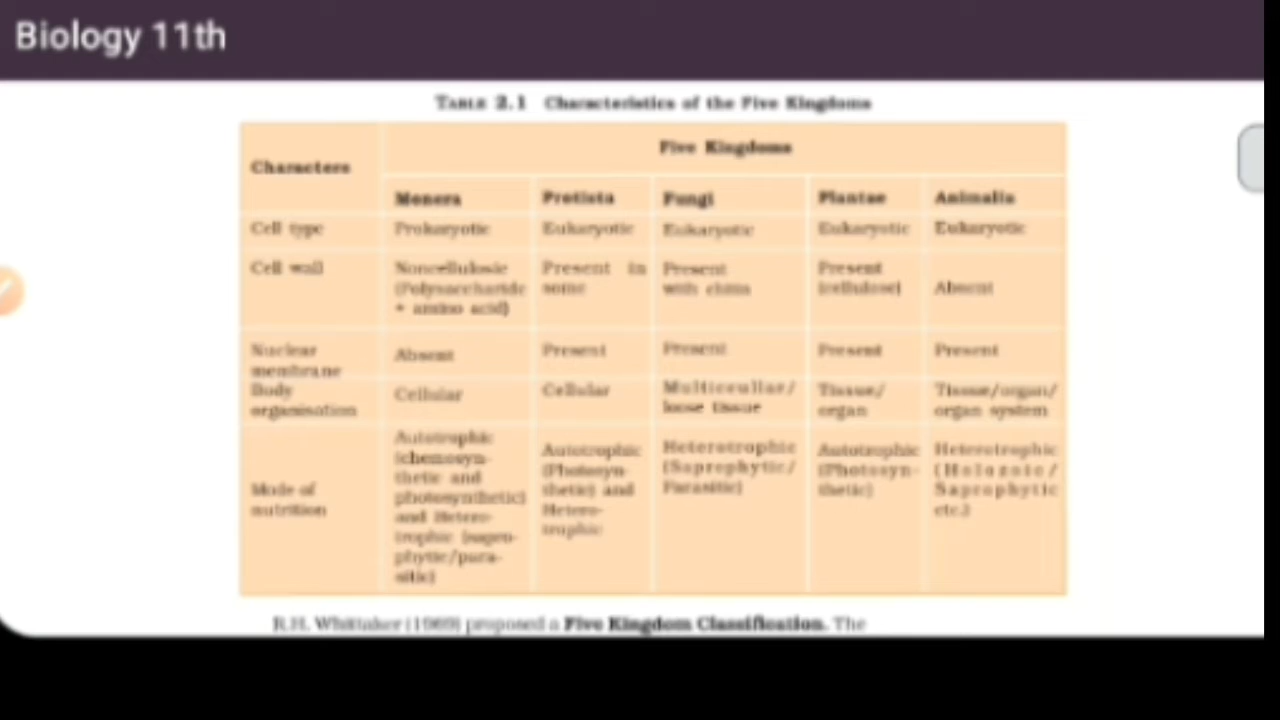 Biology 11th
TABLE 2.1 Characteristics of the Five Kingdoms
Characters
Five Kingdoms
Monera Protista Fungi Plantae Animalia
Cell type Prokaryotic Eukaryotic Eukaryotic Eukaryotic Eukaryotic
Cell wall Noncellulosic Present in Present Present
(Polysaccharide some with chitin (cellulose) Absent
+ amino acid)
Nuclear Absent Present Present Present Present
membrane
Body Cellular Cellular Multiceullar/ Tissue/ Tissue/organ/
organisation loose tissue organ organ system
Mode of
nutrition
Autotrophic
(chemosyn-
thetic and
photosynthetic)
and Hetero-
trophic (sapro-
phytic/para-
sitic)
Autotrophic
(Photosyn-
thetic) and
Hetero-
trophic
Heterotrophic
(Saprophytic/
Parasitic)
Autotrophic
(Photosyn-
thetic)
Heterotrophic
(Holozoic/
Saprophytic
etc.)
R.H. Whittaker (1969) proposed a Five Kingdom Classification. The